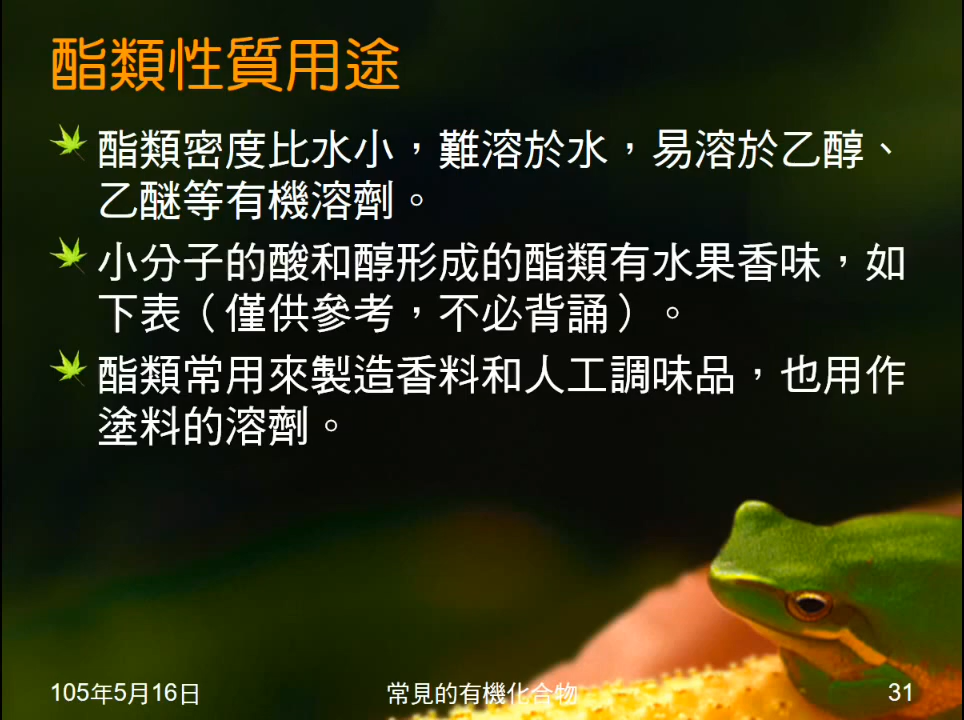 酯類性質用途
酯類密度比水小，難溶於水，易溶於乙醇、
乙醚等有機溶劑。
小分子的酸和醇形成的酯類有水果香味，如
下表（僅供參考，不必背誦）。
酯類常用來製造香料和人工調味品，也用作
塗料的溶劑。
105年5月16日
常見的有機化合物
31